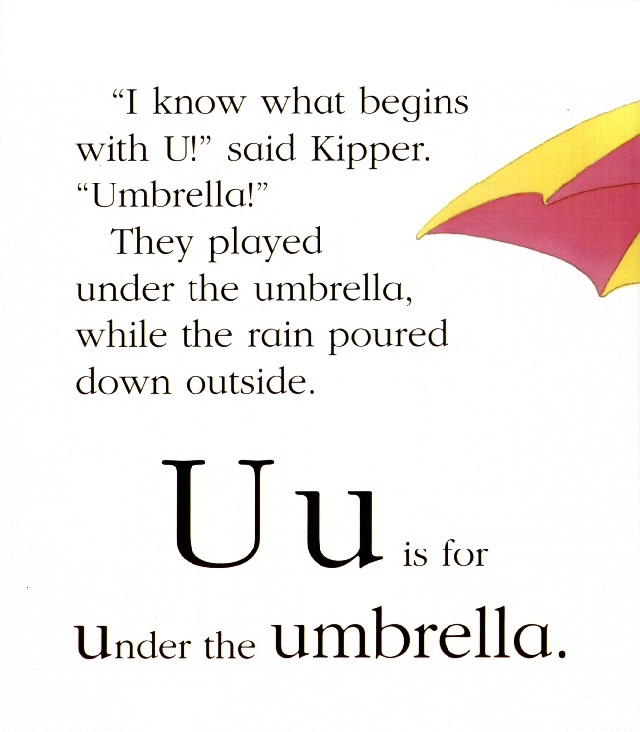 “I know what begins
with U!” said Kipper.
“Umbrella!”
They played
under the umbrella,
while the rain poured
down outside.
U u is for
under the umbrella.